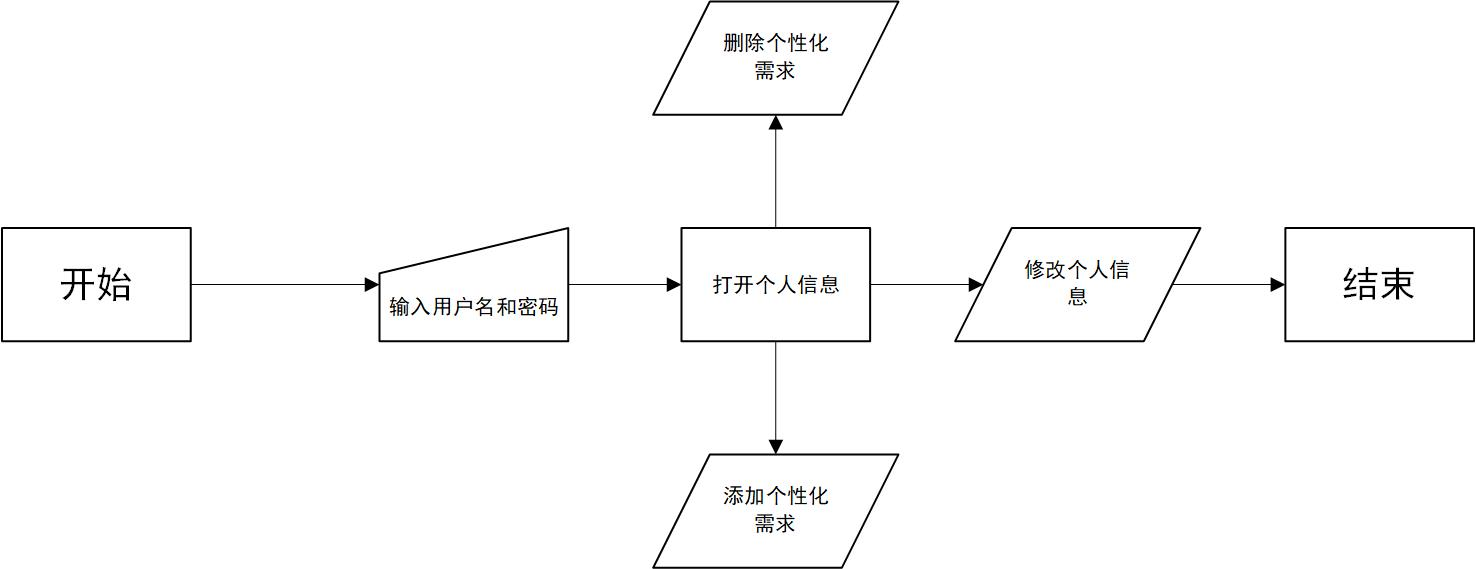 删除个性化
需求
开始
输入用户名和密码
打开个人信息
修改个人信
息
结束
添加个性化
需求